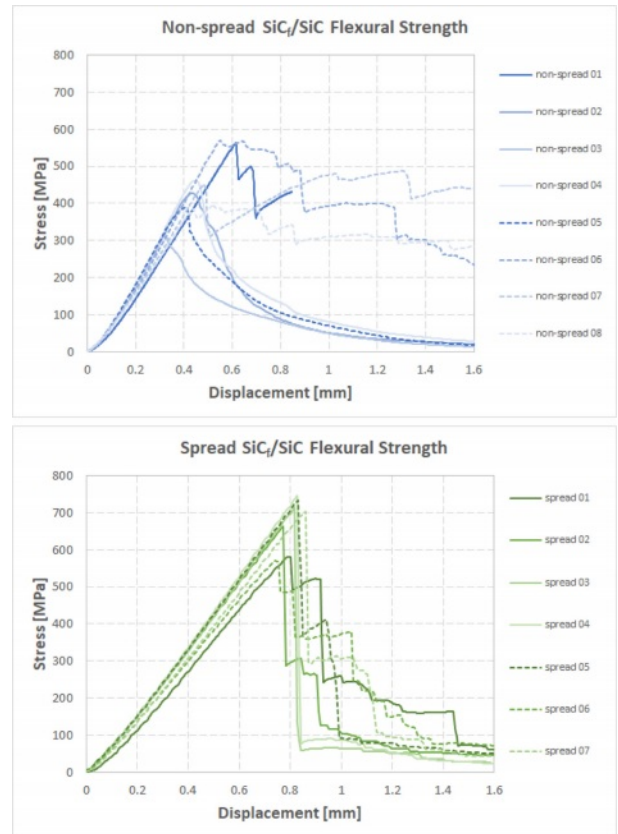 Non-spread SiCf/SiC Flexural Strength
800
700
600
500
400
300
200
100
0
Stress [MPa]
0 0.2 0.4 0.6 0.8 1 1.2 1.4 1.6
Displacement [mm]
non-spread 01
non-spread 02
non-spread 03
non-spread 04
non-spread 05
non-spread 06
non-spread 07
non-spread 08
Spread SiCf/SiC Flexural Strength
800
700
600
500
400
300
200
100
0
Stress [MPa]
0 0.2 0.4 0.6 0.8 1.0 1.2 1.4 1.6
Displacement [mm]
spread 01
spread 02
spread 03
spread 04
spread 05
spread 06
spread 07